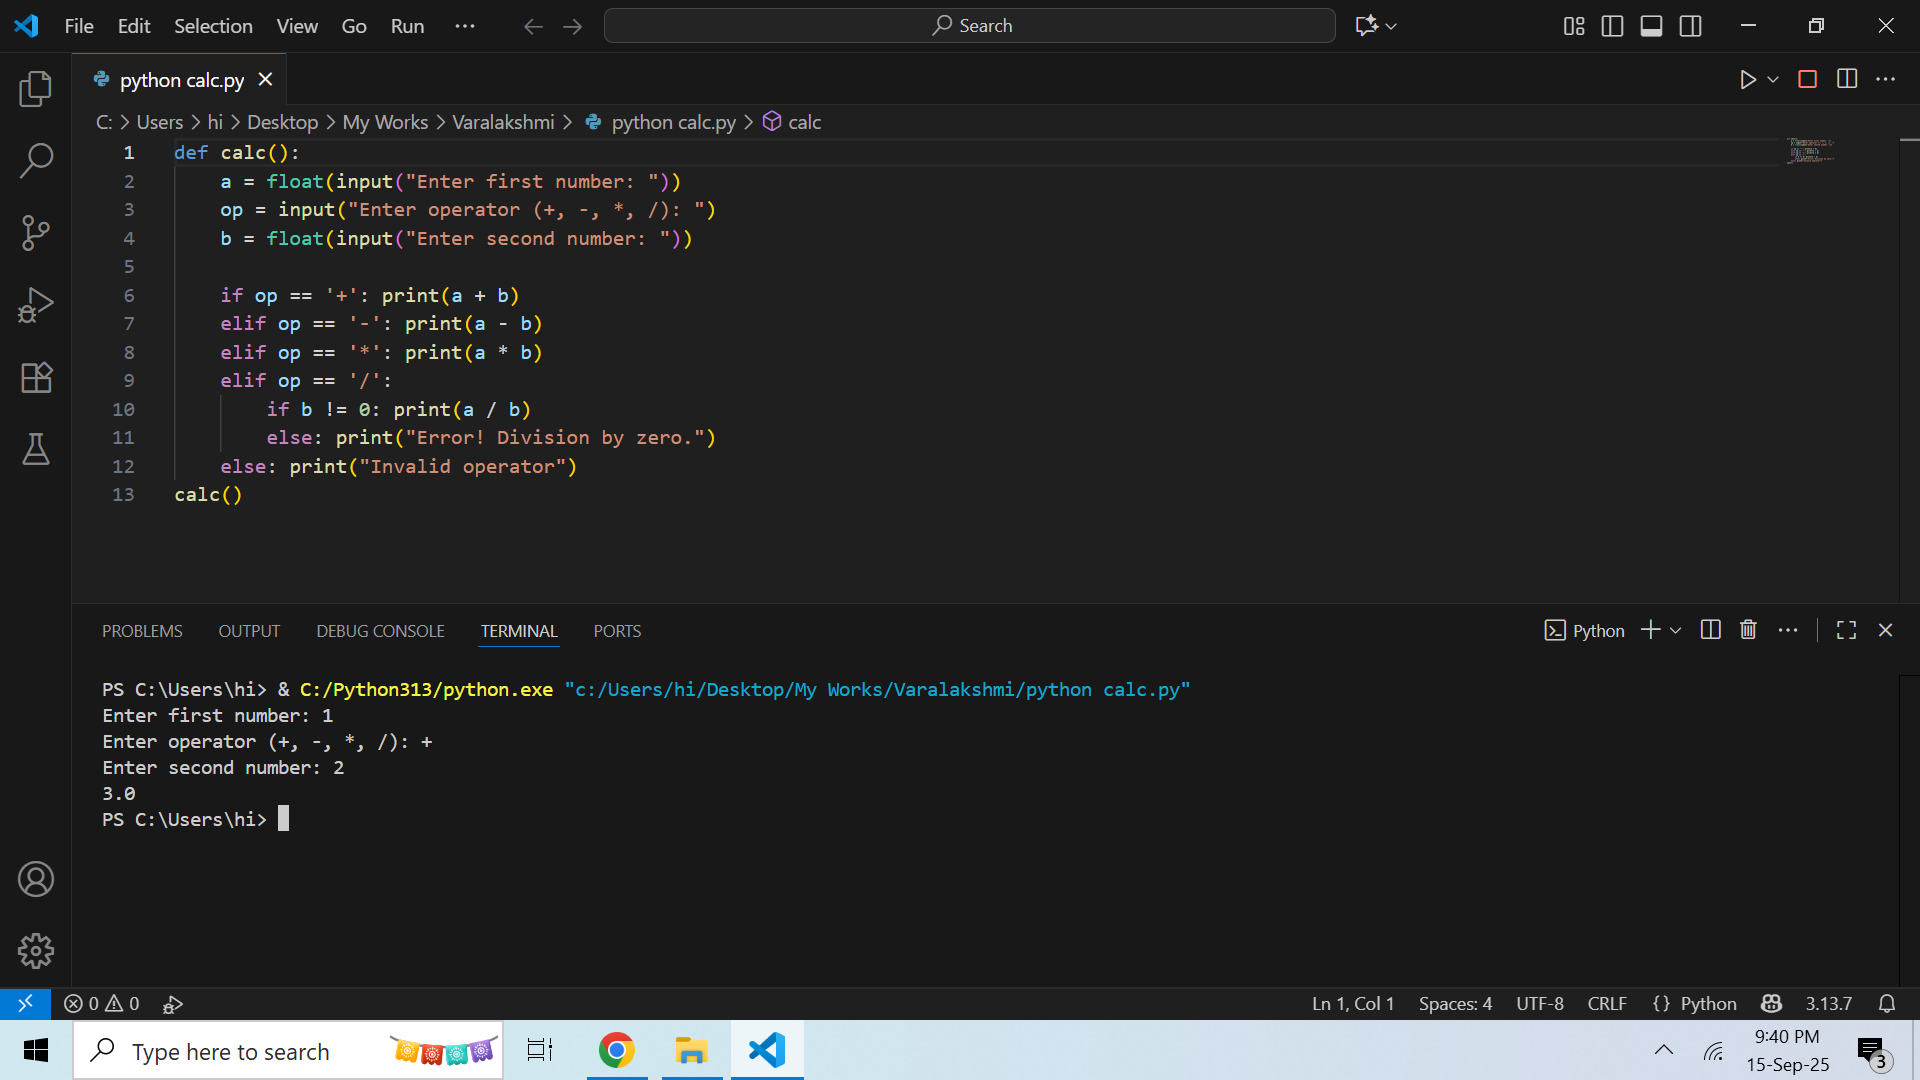 File Edit Selection View Go Run ··· Search
python calc.py
C: > Users > hi > Desktop > My Works > Varalakshmi > python calc.py > calc
1 def calc():
2     a = float(input("Enter first number: "))
3     op = input("Enter operator (+, -, *, /): ")
4     b = float(input("Enter second number: "))
5
6     if op == '+': print(a + b)
7     elif op == '-': print(a - b)
8     elif op == '*': print(a * b)
9     elif op == '/':
10         if b != 0: print(a / b)
11         else: print("Error! Division by zero.")
12     else: print("Invalid operator")
13 calc()
PROBLEMS OUTPUT DEBUG CONSOLE TERMINAL PORTS Python
PS C:\Users\hi> & C:/Python313/python.exe "c:/Users/hi/Desktop/My Works/Varalakshmi/python calc.py"
Enter first number: 1
Enter operator (+, -, *, /): +
Enter second number: 2
3.0
PS C:\Users\hi>
0 0 Ln 1, Col 1 Spaces: 4 UTF-8 CRLF {} Python 3.13.7
Type here to search
9:40 PM
15-Sep-25
3